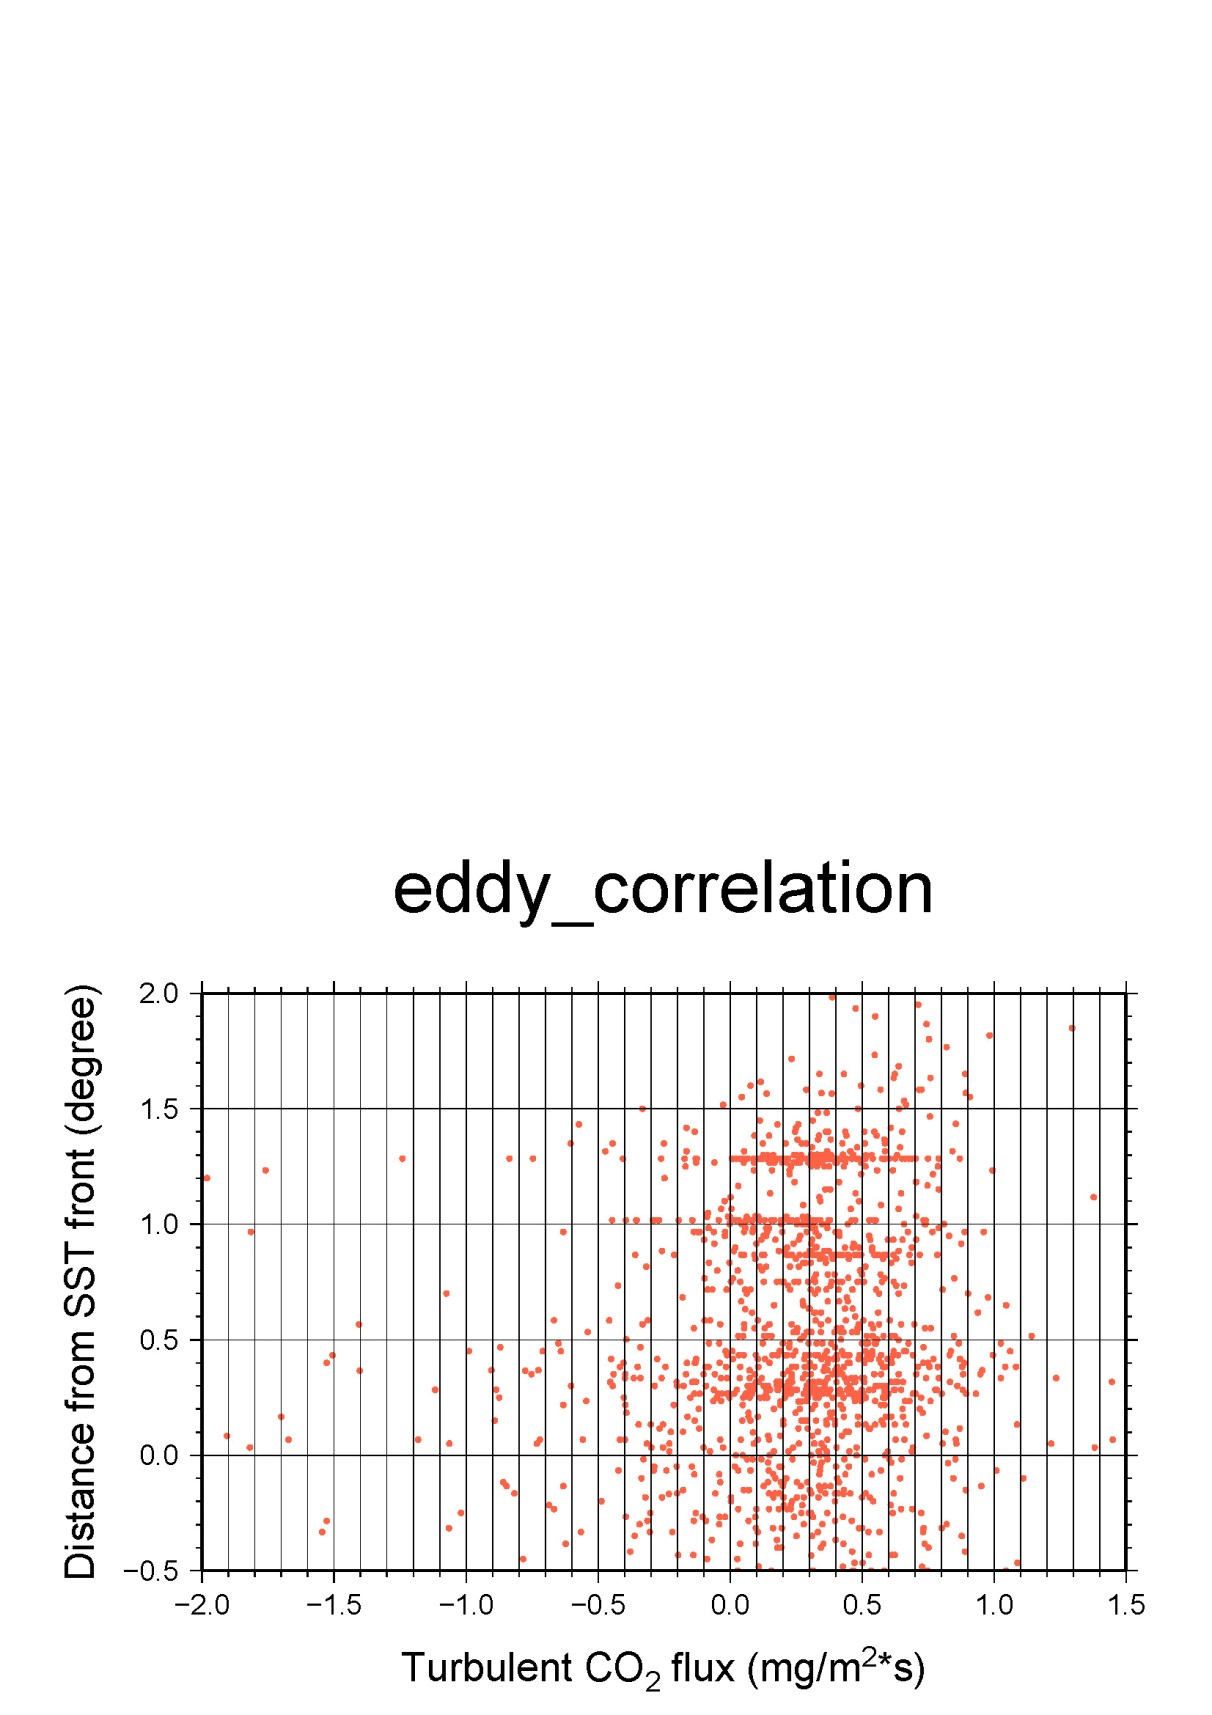 eddy_correlation
Distance from SST front (degree)
2.0
1.5
1.0
0.5
0.0
−0.5
−2.0 −1.5 −1.0 −0.5 0.0 0.5 1.0 1.5
Turbulent CO₂ flux (mg/m²*s)